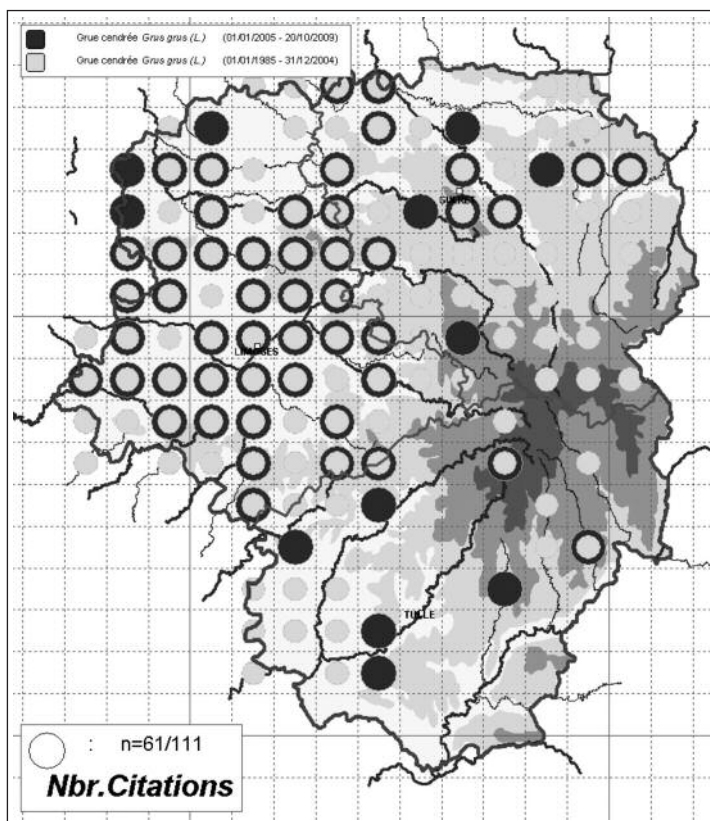 Grue cendrée Grus grus (L.) (01/01/2005 - 20/10/2009)
Grue cendrée Grus grus (L.) (01/01/1985 - 31/12/2004)
GUERET
LIMOGES
TULLE
: n=61/111
Nbr.Citations